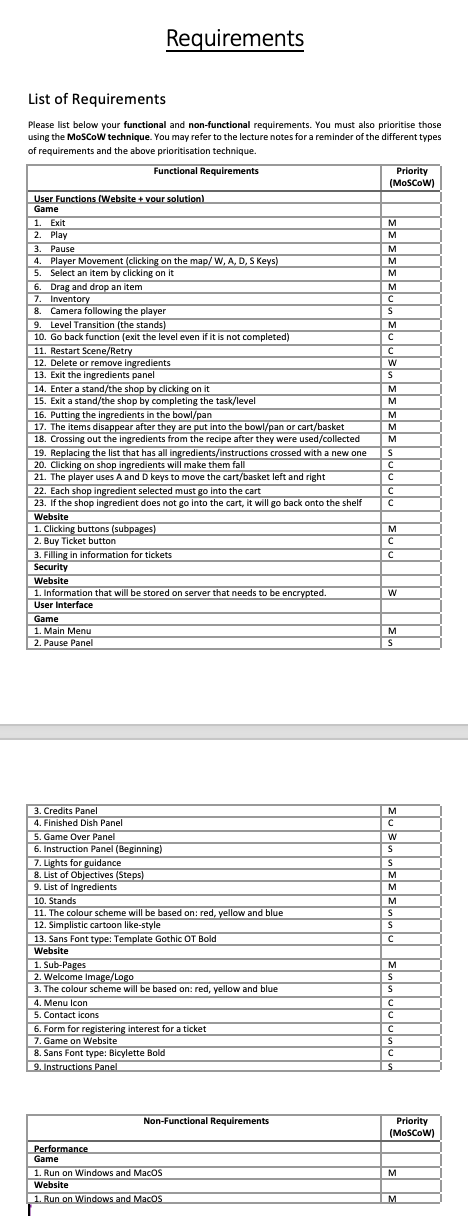 Requirements
List of Requirements
Please list below your functional and non-functional requirements. You must also prioritise those
using the MoSCoW technique. You may refer to the lecture notes for a reminder of the different types
of requirements and the above prioritisation technique.
Functional Requirements Priority
(MoSCoW)
User Functions (Website + your solution)
Game
1. Exit M
2. Play M
3. Pause M
4. Player Movement (clicking on the map/ W, A, D, S Keys) M
5. Select an item by clicking on it M
6. Drag and drop an item M
7. Inventory C
8. Camera following the player S
9. Level Transition (the stands) M
10. Go back function (exit the level even if it is not completed) C
11. Restart Scene/Retry C
12. Delete or remove ingredients W
13. Exit the ingredients panel S
14. Enter a stand/the shop by clicking on it M
15. Exit a stand/the shop by completing the task/level M
16. Putting the ingredients in the bowl/pan M
17. The items disappear after they are put into the bowl/pan or cart/basket M
18. Crossing out the ingredients from the recipe after they were used/collected M
19. Replacing the list that has all ingredients/instructions crossed with a new one S
20. Clicking on shop ingredients will make them fall C
21. The player uses A and D keys to move the cart/basket left and right C
22. Each shop ingredient selected must go into the cart C
23. If the shop ingredient does not go into the cart, it will go back onto the shelf C
Website
1. Clicking buttons (subpages) M
2. Buy Ticket button C
3. Filling in information for tickets C
Security
Website
1. Information that will be stored on server that needs to be encrypted. W
User Interface
Game
1. Main Menu M
2. Pause Panel S
3. Credits Panel M
4. Finished Dish Panel C
5. Game Over Panel W
6. Instruction Panel (Beginning) S
7. Lights for guidance S
8. List of Objectives (Steps) M
9. List of Ingredients M
10. Stands M
11. The colour scheme will be based on: red, yellow and blue S
12. Simplistic cartoon like-style S
13. Sans Font type: Template Gothic OT Bold C
Website
1. Sub-Pages M
2. Welcome Image/Logo S
3. The colour scheme will be based on: red, yellow and blue S
4. Menu Icon C
5. Contact icons C
6. Form for registering interest for a ticket C
7. Game on Website S
8. Sans Font type: Bicylette Bold C
9. Instructions Panel S
Non-Functional Requirements Priority
(MoSCoW)
Performance
Game
1. Run on Windows and MacOS M
Website
1. Run on Windows and MacOS M